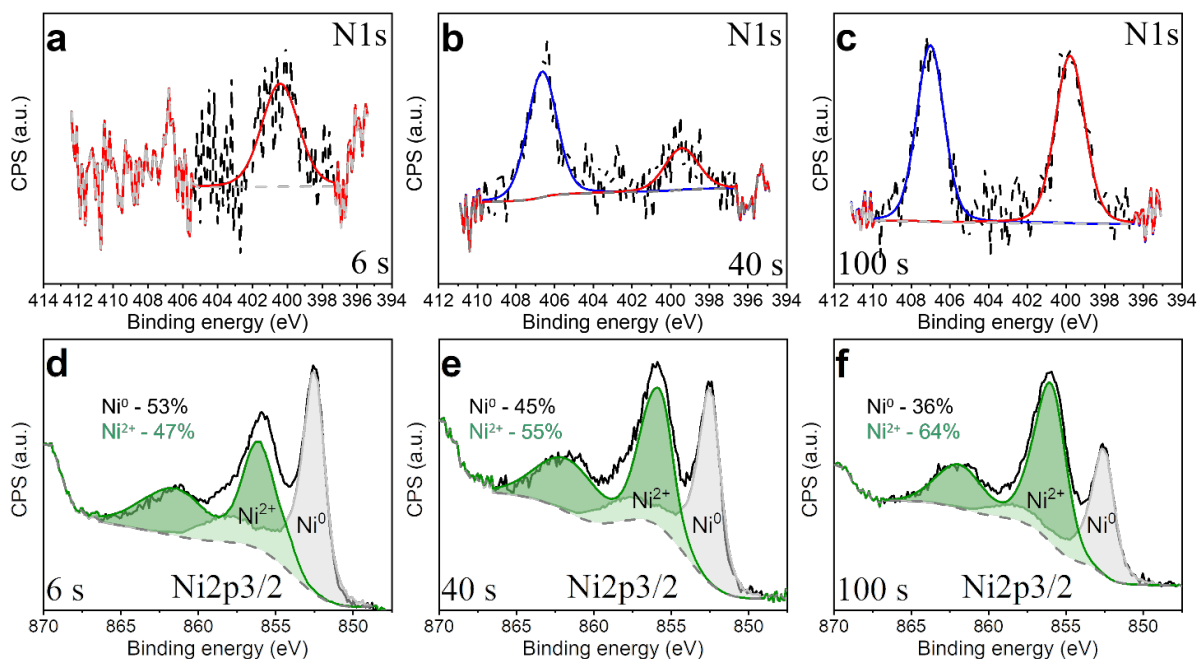 a
N1s
CPS (a.u.)
6 s
414 412 410 408 406 404 402 400 398 396 394
Binding energy (eV)
b
N1s
CPS (a.u.)
40 s
412 410 408 406 404 402 400 398 396 394
Binding energy (eV)
c
N1s
CPS (a.u.)
100 s
412 410 408 406 404 402 400 398 396 394
Binding energy (eV)
d
Ni⁰ - 53%
Ni²⁺ - 47%
CPS (a.u.)
Ni²⁺
Ni⁰
6 s
Ni2p3/2
870 865 860 855 850
Binding energy (eV)
e
Ni⁰ - 45%
Ni²⁺ - 55%
CPS (a.u.)
Ni²⁺
Ni⁰
40 s
Ni2p3/2
870 865 860 855 850
Binding energy (eV)
f
Ni⁰ - 36%
Ni²⁺ - 64%
CPS (a.u.)
Ni²⁺
Ni⁰
100 s
Ni2p3/2
870 865 860 855 850
Binding energy (eV)